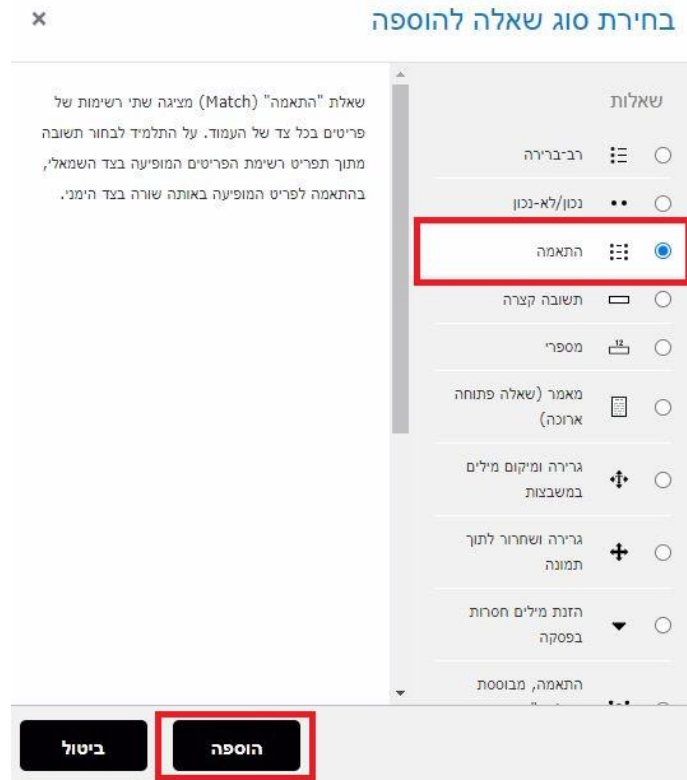 בחירת סוג שאלה להוספה
×
שאלות
רב־ברירה
נכון/לא-נכון
התאמה
תשובה קצרה
12
מספרי
מאמר (שאלה פתוחה
ארוכה)
גרירה ומיקום מילים
במשבצות
גרירה ושחרור לתוך
תמונה
הזנת מילים חסרות
בפסקה
התאמה, מבוססת
שאלת "התאמה" (Match) מציגה שתי רשימות של
פריטים בכל צד של העמוד. על התלמיד לבחור תשובה
מתוך תפריט רשימת הפריטים המופיעה בצד השמאלי,
בהתאמה לפריט המופיעה באותה שורה בצד הימני.
הוספה
ביטול